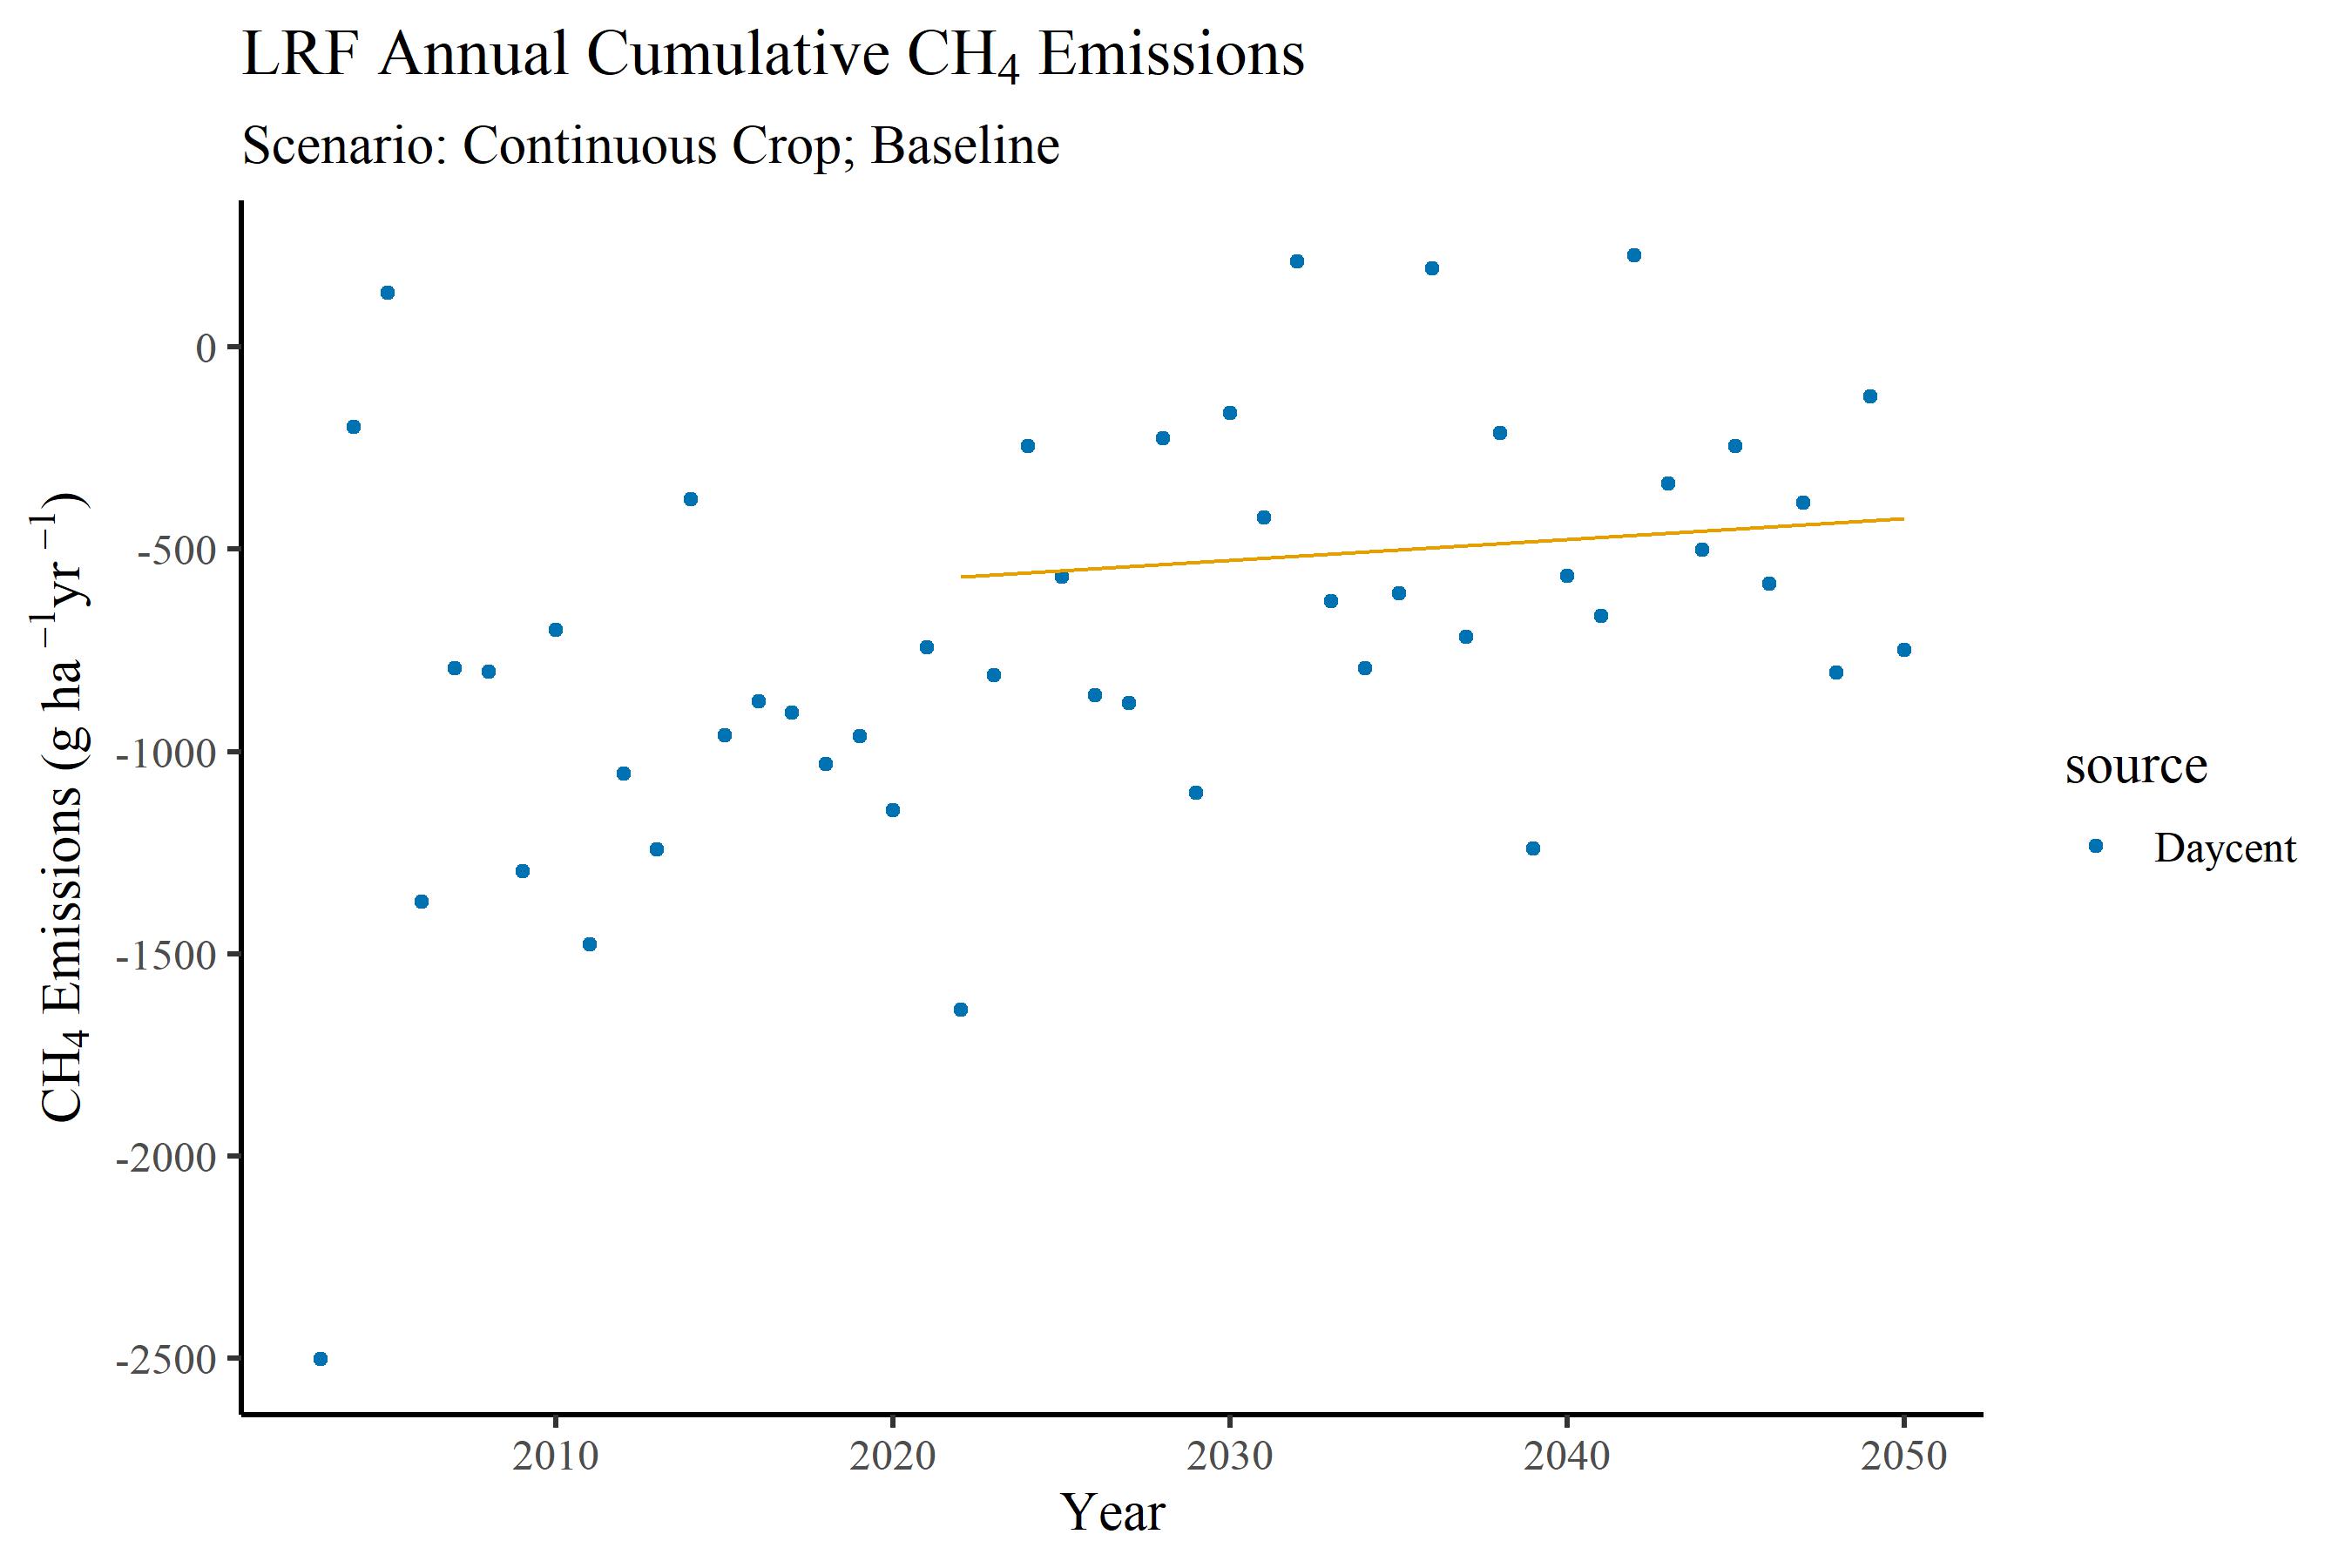 LRF Annual Cumulative CH₄ Emissions
Scenario: Continuous Crop; Baseline
CH₄ Emissions (g ha ⁻¹yr ⁻¹)
0
-500
-1000
-1500
-2000
-2500
2010 2020 2030 2040 2050
Year
source
Daycent